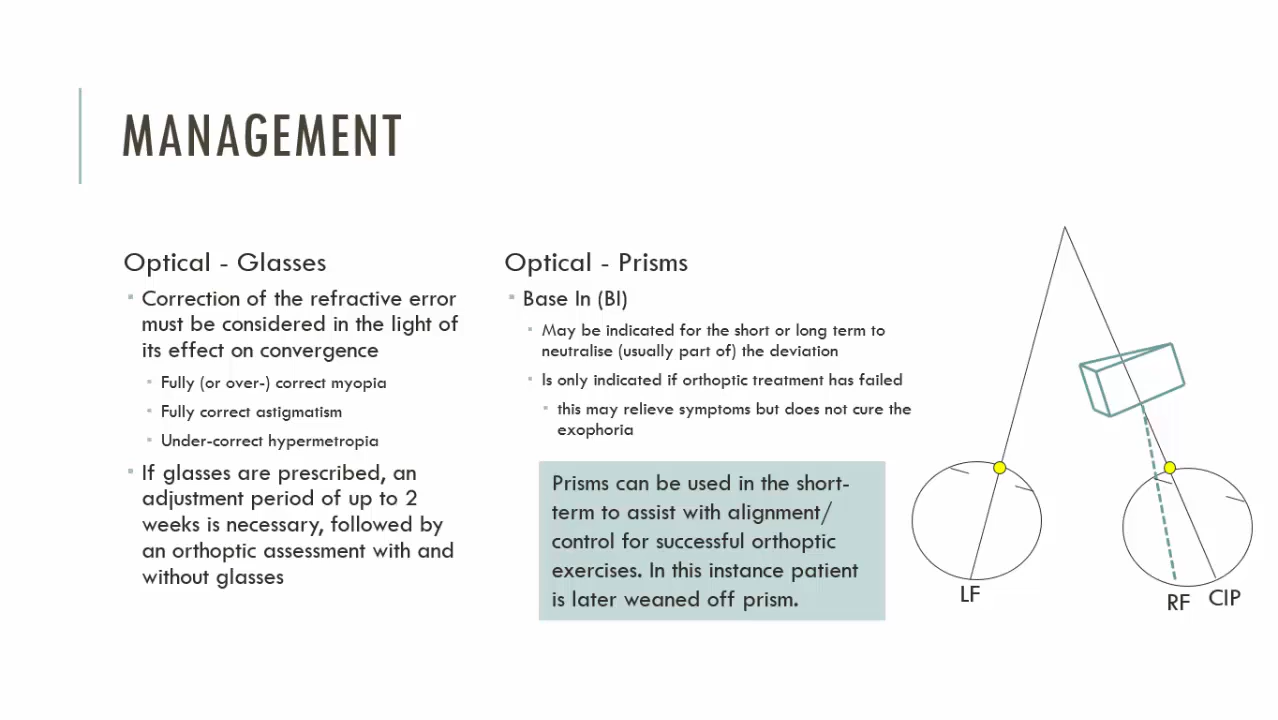 MANAGEMENT
Optical - Glasses
Correction of the refractive error
must be considered in the light of
its effect on convergence
Fully (or over-) correct myopia
Fully correct astigmatism
Under-correct hypermetropia
If glasses are prescribed, an
adjustment period of up to 2
weeks is necessary, followed by
an orthoptic assessment with and
without glasses
Optical - Prisms
Base In (BI)
May be indicated for the short or long term to
neutralise (usually part of) the deviation
Is only indicated if orthoptic treatment has failed
this may relieve symptoms but does not cure the
exophoria
Prisms can be used in the short-
term to assist with alignment/
control for successful orthoptic
exercises. In this instance patient
is later weaned off prism.
LF
RF
CIP